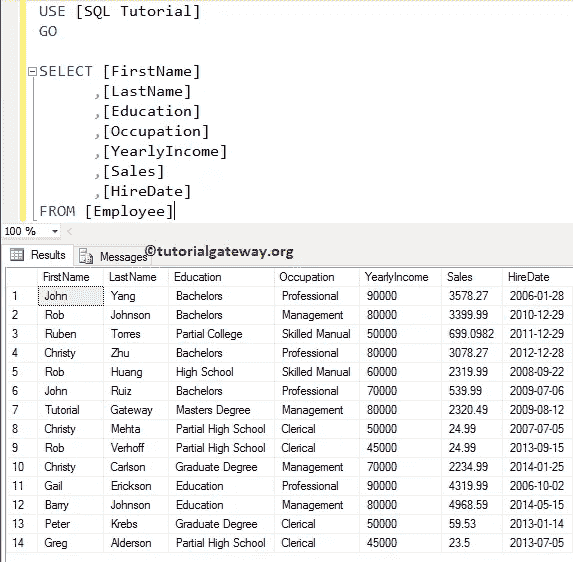 USE [SQL Tutorial]
GO
SELECT [FirstName]
,[LastName]
,[Education]
,[Occupation]
,[YearlyIncome]
,[Sales]
,[HireDate]
FROM [Employee]
100 %
Results Messages ©tutorialgateway.org
FirstName LastName Education Occupation YearlyIncome Sales HireDate
1 John Yang Bachelors Professional 90000 3578.27 2006-01-28
2 Rob Johnson Bachelors Management 80000 3399.99 2010-12-29
3 Ruben Torres Partial College Skilled Manual 50000 699.0982 2011-12-29
4 Christy Zhu Bachelors Professional 80000 3078.27 2012-12-28
5 Rob Huang High School Skilled Manual 60000 2319.99 2008-09-22
6 John Ruiz Bachelors Professional 70000 539.99 2009-07-06
7 Tutorial Gateway Masters Degree Management 80000 2320.49 2009-08-12
8 Christy Mehta Partial High School Clerical 50000 24.99 2007-07-05
9 Rob Verhoff Partial High School Clerical 45000 24.99 2013-09-15
10 Christy Carlson Graduate Degree Management 70000 2234.99 2014-01-25
11 Gail Erickson Education Professional 90000 4319.99 2006-10-02
12 Barry Johnson Education Management 80000 4968.59 2014-05-15
13 Peter Krebs Graduate Degree Clerical 50000 59.53 2013-01-14
14 Greg Alderson Partial High School Clerical 45000 23.5 2013-07-05